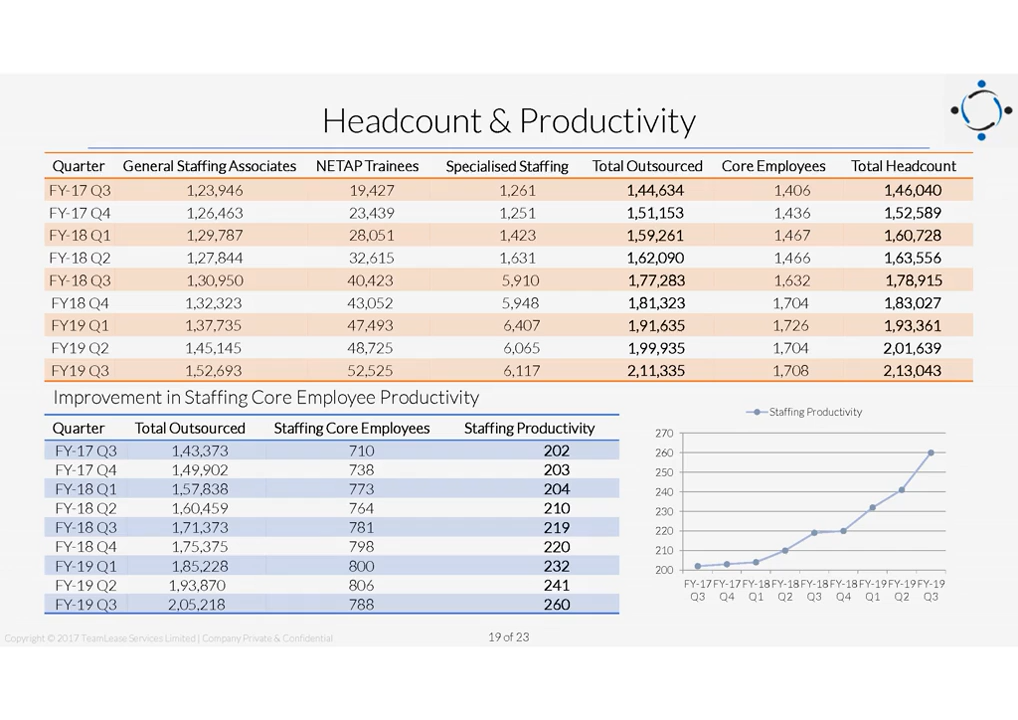 Headcount & Productivity
Quarter General Staffing Associates NETAP Trainees Specialised Staffing Total Outsourced Core Employees Total Headcount
FY-17 Q3 1,23,946 19,427 1,261 1,44,634 1,406 1,46,040
FY-17 Q4 1,26,463 23,439 1,251 1,51,153 1,436 1,52,589
FY-18 Q1 1,29,787 28,051 1,423 1,59,261 1,467 1,60,728
FY-18 Q2 1,27,844 32,615 1,631 1,62,090 1,466 1,63,556
FY-18 Q3 1,30,950 40,423 5,910 1,77,283 1,632 1,78,915
FY18 Q4 1,32,323 43,052 5,948 1,81,323 1,704 1,83,027
FY19 Q1 1,37,735 47,493 6,407 1,91,635 1,726 1,93,361
FY19 Q2 1,45,145 48,725 6,065 1,99,935 1,704 2,01,639
FY19 Q3 1,52,693 52,525 6,117 2,11,335 1,708 2,13,043
Improvement in Staffing Core Employee Productivity
Quarter Total Outsourced Staffing Core Employees Staffing Productivity
FY-17 Q3 1,43,373 710 202
FY-17 Q4 1,49,902 738 203
FY-18 Q1 1,57,838 773 204
FY-18 Q2 1,60,459 764 210
FY-18 Q3 1,71,373 781 219
FY-18 Q4 1,75,375 798 220
FY-19 Q1 1,85,228 800 232
FY-19 Q2 1,93,870 806 241
FY-19 Q3 2,05,218 788 260
Staffing Productivity
270
260
250
240
230
220
210
200
FY-17 FY-17 FY-18 FY-18 FY-18 FY-18 FY-19 FY-19 FY-19
Q3 Q4 Q1 Q2 Q3 Q4 Q1 Q2 Q3
Copyright © 2017 TeamLease Services Limited | Company Private & Confidential
19 of 23